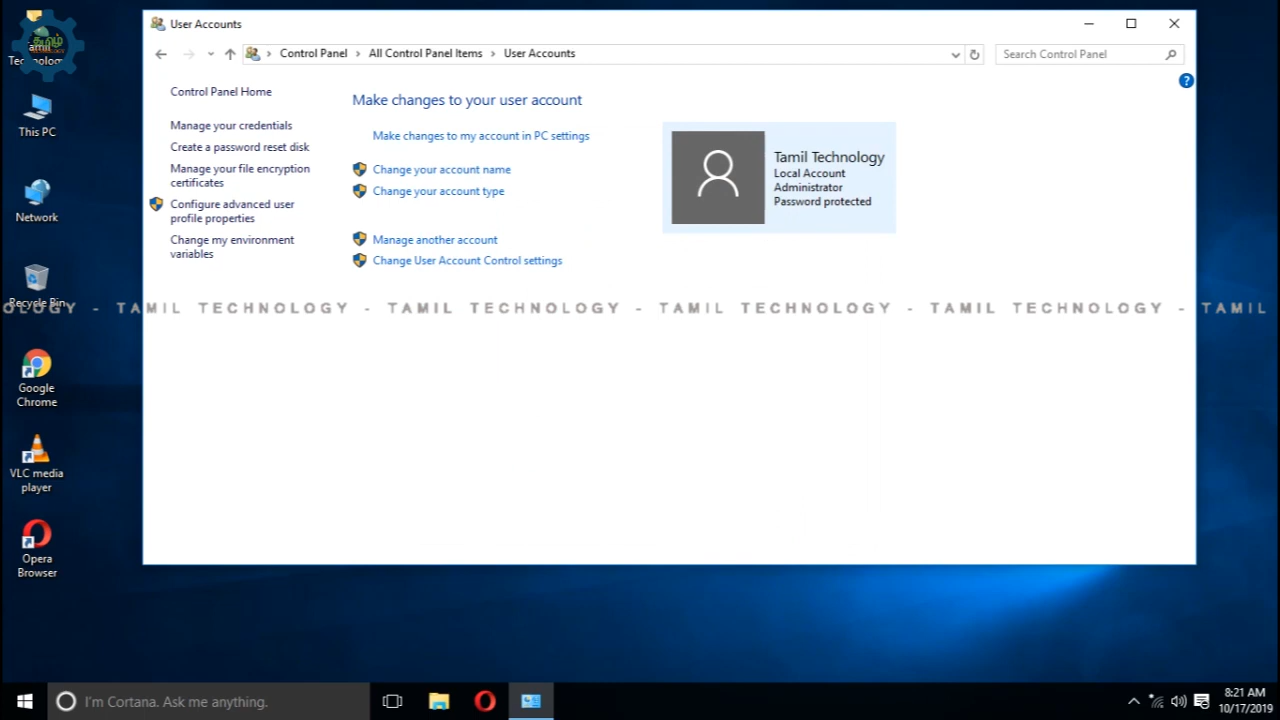 User Accounts
Control Panel
All Control Panel Items
User Accounts
Search Control Panel
?
Control Panel Home
Manage your credentials
Create a password reset disk
Manage your file encryption
certificates
Configure advanced user
profile properties
Change my environment
variables
Make changes to your user account
Make changes to my account in PC settings
Change your account name
Change your account type
Manage another account
Change User Account Control settings
Tamil Technology
Local Account
Administrator
Password protected
தமிழ்
This PC
Network
Recycle Bin
OLOGY - TAMIL TECHNOLOGY - TAMIL TECHNOLOGY - TAMIL TECHNOLOGY - TAMIL TECHNOLOGY - TAMIL
Google
Chrome
VLC media
player
Opera
Browser
I'm Cortana. Ask me anything.
8:21 AM
10/17/2019